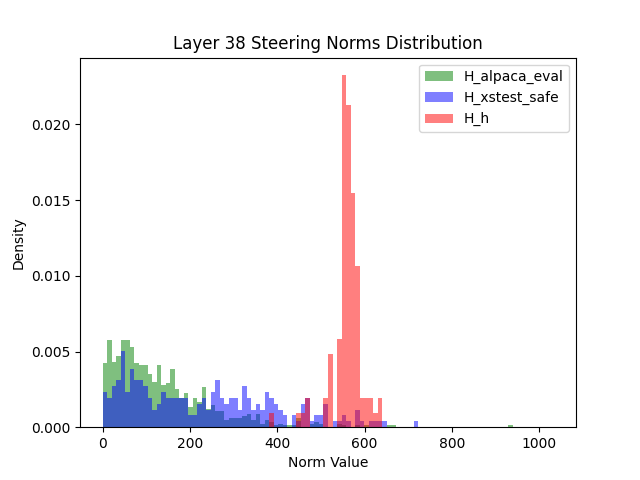 Layer 38 Steering Norms Distribution
H_alpaca_eval
H_xstest_safe
H_h
Density
0.020
0.015
0.010
0.005
0.000
0
200
400
600
800
1000
Norm Value